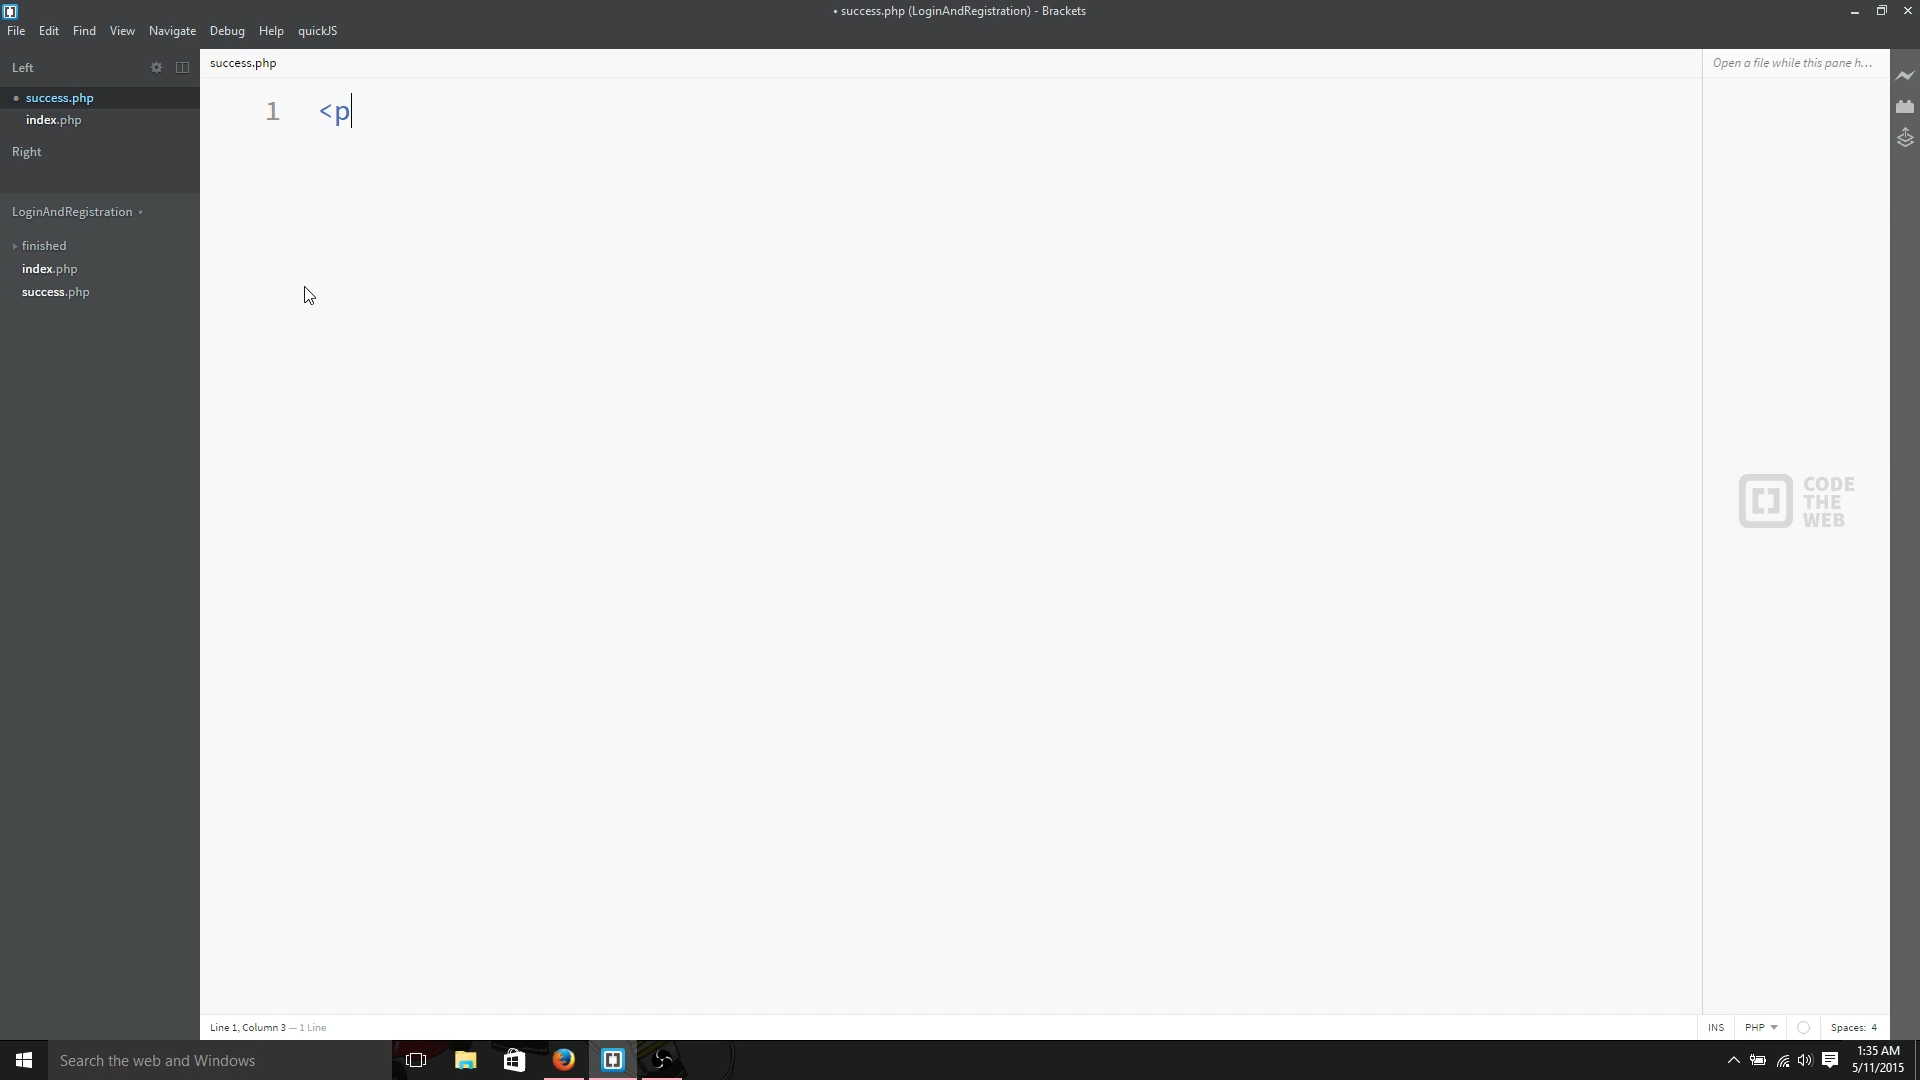 • success.php (LoginAndRegistration) - Brackets
File Edit Find View Navigate Debug Help quickJS
Left
success.php
index.php
Right
LoginAndRegistration
finished
index.php
success.php
success.php
1 <p
Open a file while this pane h...
CODE
THE
WEB
Line 1, Column 3 — 1 Line
INS PHP Spaces: 4
Search the web and Windows
1:35 AM
5/11/2015